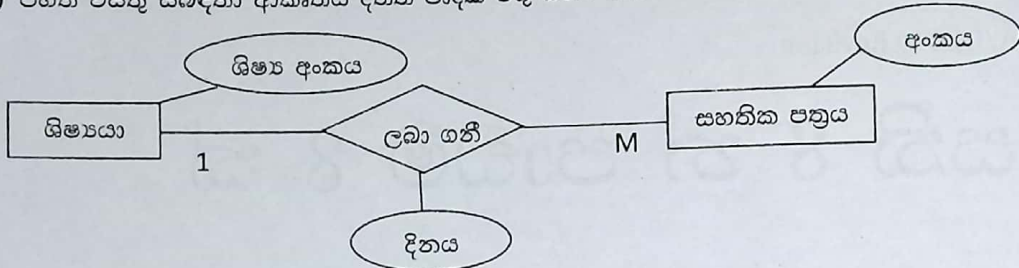 ශිෂ්‍ය අංකය
අංකය
ශිෂ්‍යයා
ලබා ගනී
සහතික පත්‍රය
1
M
දිනය